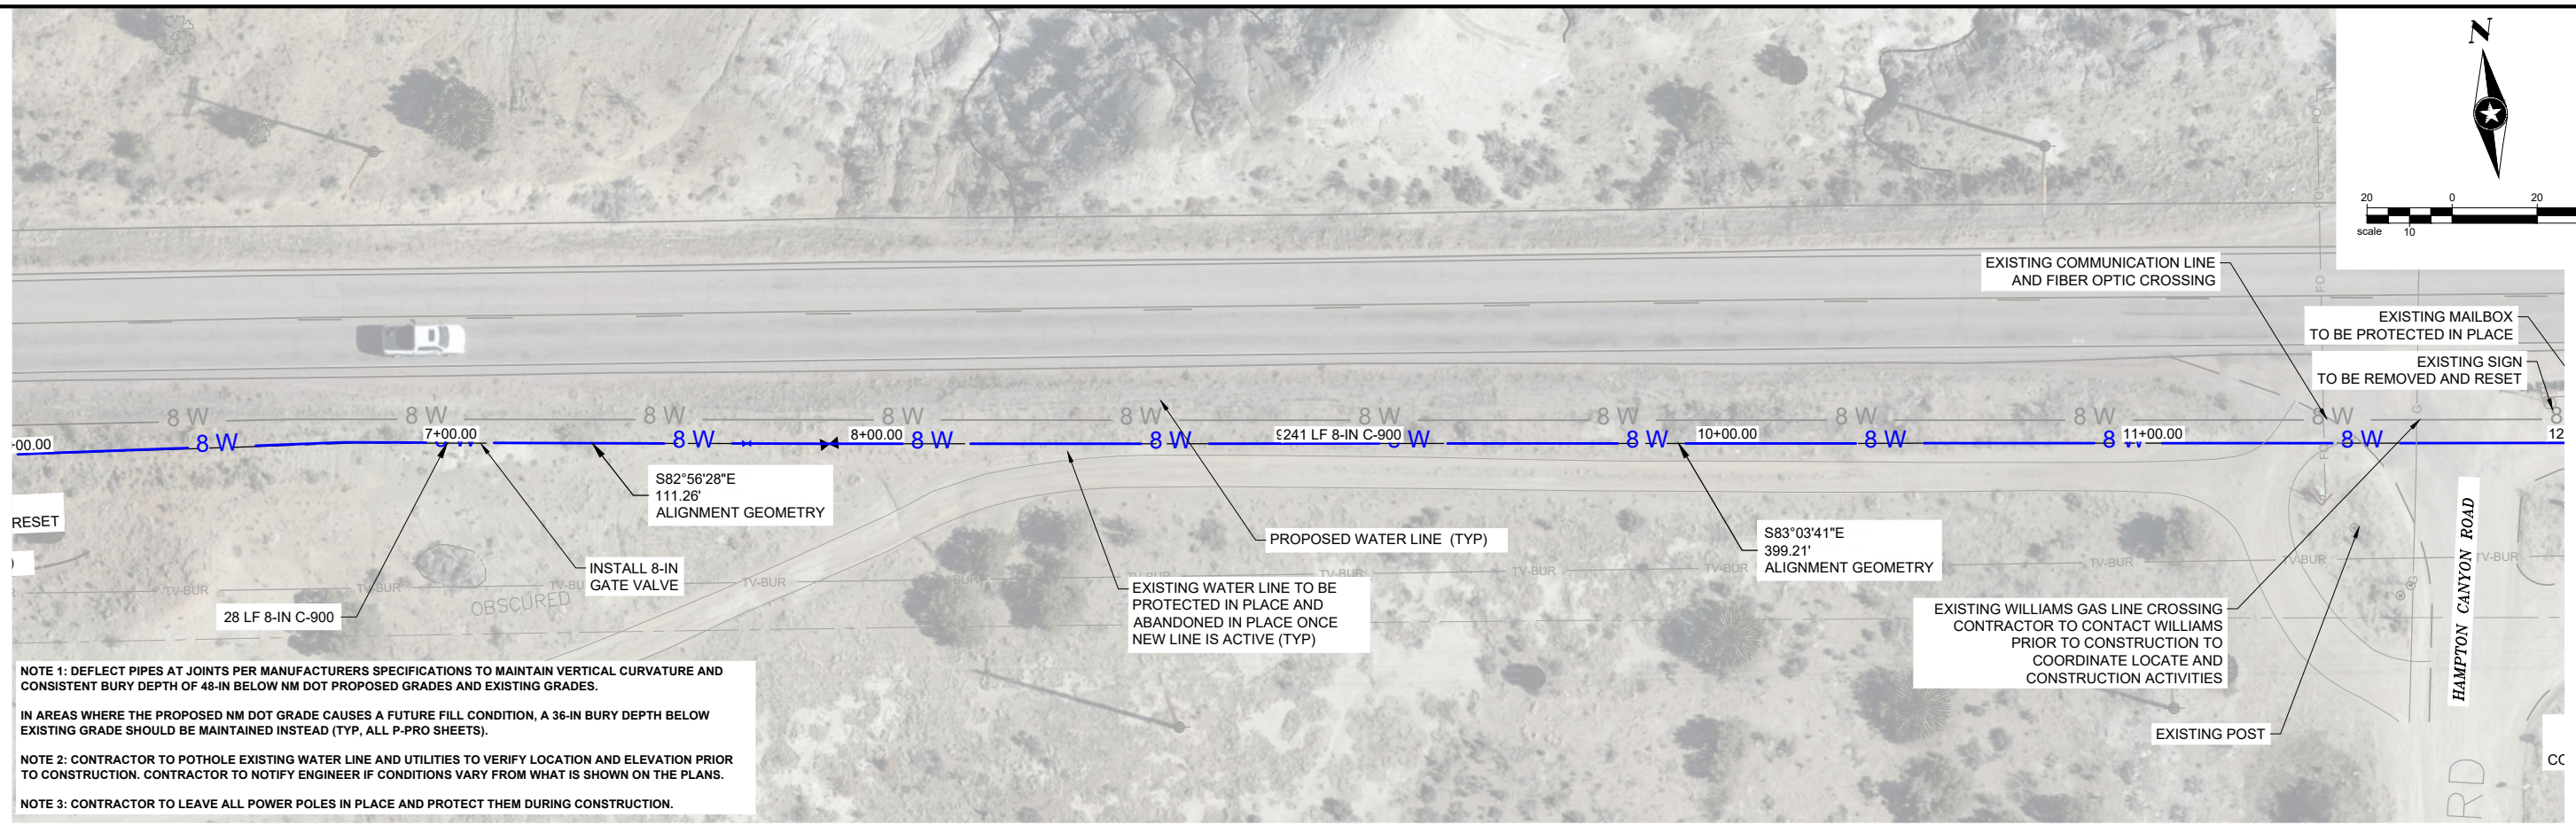 N
20 0 20
scale 10
EXISTING COMMUNICATION LINE
AND FIBER OPTIC CROSSING
EXISTING MAILBOX
TO BE PROTECTED IN PLACE
EXISTING SIGN
TO BE REMOVED AND RESET
FO FO FO FO
G G
8 W 8 W 8 W 8 W 8 W 8 W 8 W 8 W 8 W 8 W 8
+00.00 7+00.00 8+00.00 241 LF 8-IN C-900 10+00.00 11+00.00 12
8 W 8 W 8 W 8 W 8 W 8 W 8 W 8 W 8 W 8 W
S82°56'28"E
111.26'
ALIGNMENT GEOMETRY
RESET
)
INSTALL 8-IN
GATE VALVE
28 LF 8-IN C-900
PROPOSED WATER LINE (TYP)
EXISTING WATER LINE TO BE
PROTECTED IN PLACE AND
ABANDONED IN PLACE ONCE
NEW LINE IS ACTIVE (TYP)
S83°03'41"E
399.21'
ALIGNMENT GEOMETRY
TV-BUR TV-BUR TV-BU TV-BUR TV-BUR TV-BUR TV-BUR TV-BUR TV-BUR TV-BUR TV-BUR TV-BUR
OBSCURED
EXISTING WILLIAMS GAS LINE CROSSING
CONTRACTOR TO CONTACT WILLIAMS
PRIOR TO CONSTRUCTION TO
COORDINATE LOCATE AND
CONSTRUCTION ACTIVITIES
EXISTING POST
HAMPTON CANYON ROAD
RD
CO
NOTE 1: DEFLECT PIPES AT JOINTS PER MANUFACTURERS SPECIFICATIONS TO MAINTAIN VERTICAL CURVATURE AND
CONSISTENT BURY DEPTH OF 48-IN BELOW NM DOT PROPOSED GRADES AND EXISTING GRADES.
IN AREAS WHERE THE PROPOSED NM DOT GRADE CAUSES A FUTURE FILL CONDITION, A 36-IN BURY DEPTH BELOW
EXISTING GRADE SHOULD BE MAINTAINED INSTEAD (TYP, ALL P-PRO SHEETS).
NOTE 2: CONTRACTOR TO POTHOLE EXISTING WATER LINE AND UTILITIES TO VERIFY LOCATION AND ELEVATION PRIOR
TO CONSTRUCTION. CONTRACTOR TO NOTIFY ENGINEER IF CONDITIONS VARY FROM WHAT IS SHOWN ON THE PLANS.
NOTE 3: CONTRACTOR TO LEAVE ALL POWER POLES IN PLACE AND PROTECT THEM DURING CONSTRUCTION.